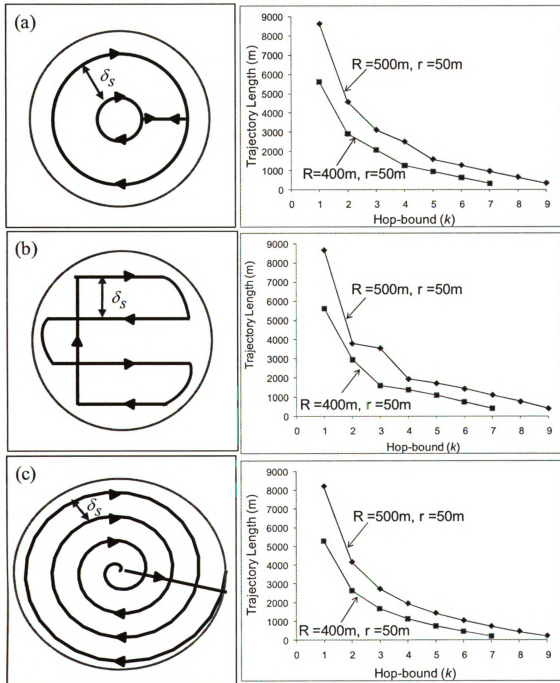 (a)
δs
Trajectory Length (m)
9000
8000
7000
6000
5000
4000
3000
2000
1000
0
R =500m, r=50m
R=400m, r=50m
0 1 2 3 4 5 6 7 8 9
Hop-bound (k)
(b)
δs
Trajectory Length (m)
9000
8000
7000
6000
5000
4000
3000
2000
1000
0
R =500m, r =50m
R=400m, r =50m
0 1 2 3 4 5 6 7 8 9
Hop-bound (k)
(c)
δs
Trajectory Length (m)
9000
8000
7000
6000
5000
4000
3000
2000
1000
0
R =500m, r =50m
R =400m, r =50m
0 1 2 3 4 5 6 7 8 9
Hop-bound (k)